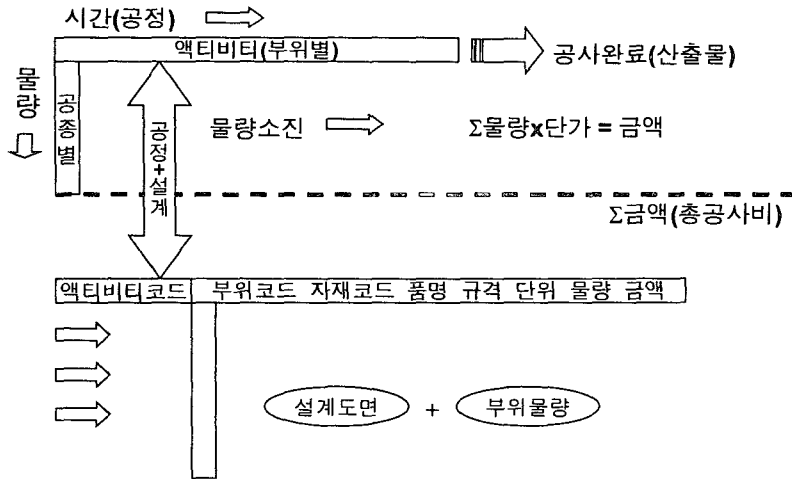 시간(공정)
액티비티(부위별)
공사완료(산출물)
물량
공종별
공정+설계
물량소진
Σ물량x단가 = 금액
Σ금액(총공사비)
액티비티코드 부위코드 자재코드 품명 규격 단위 물량 금액
설계도면 + 부위물량